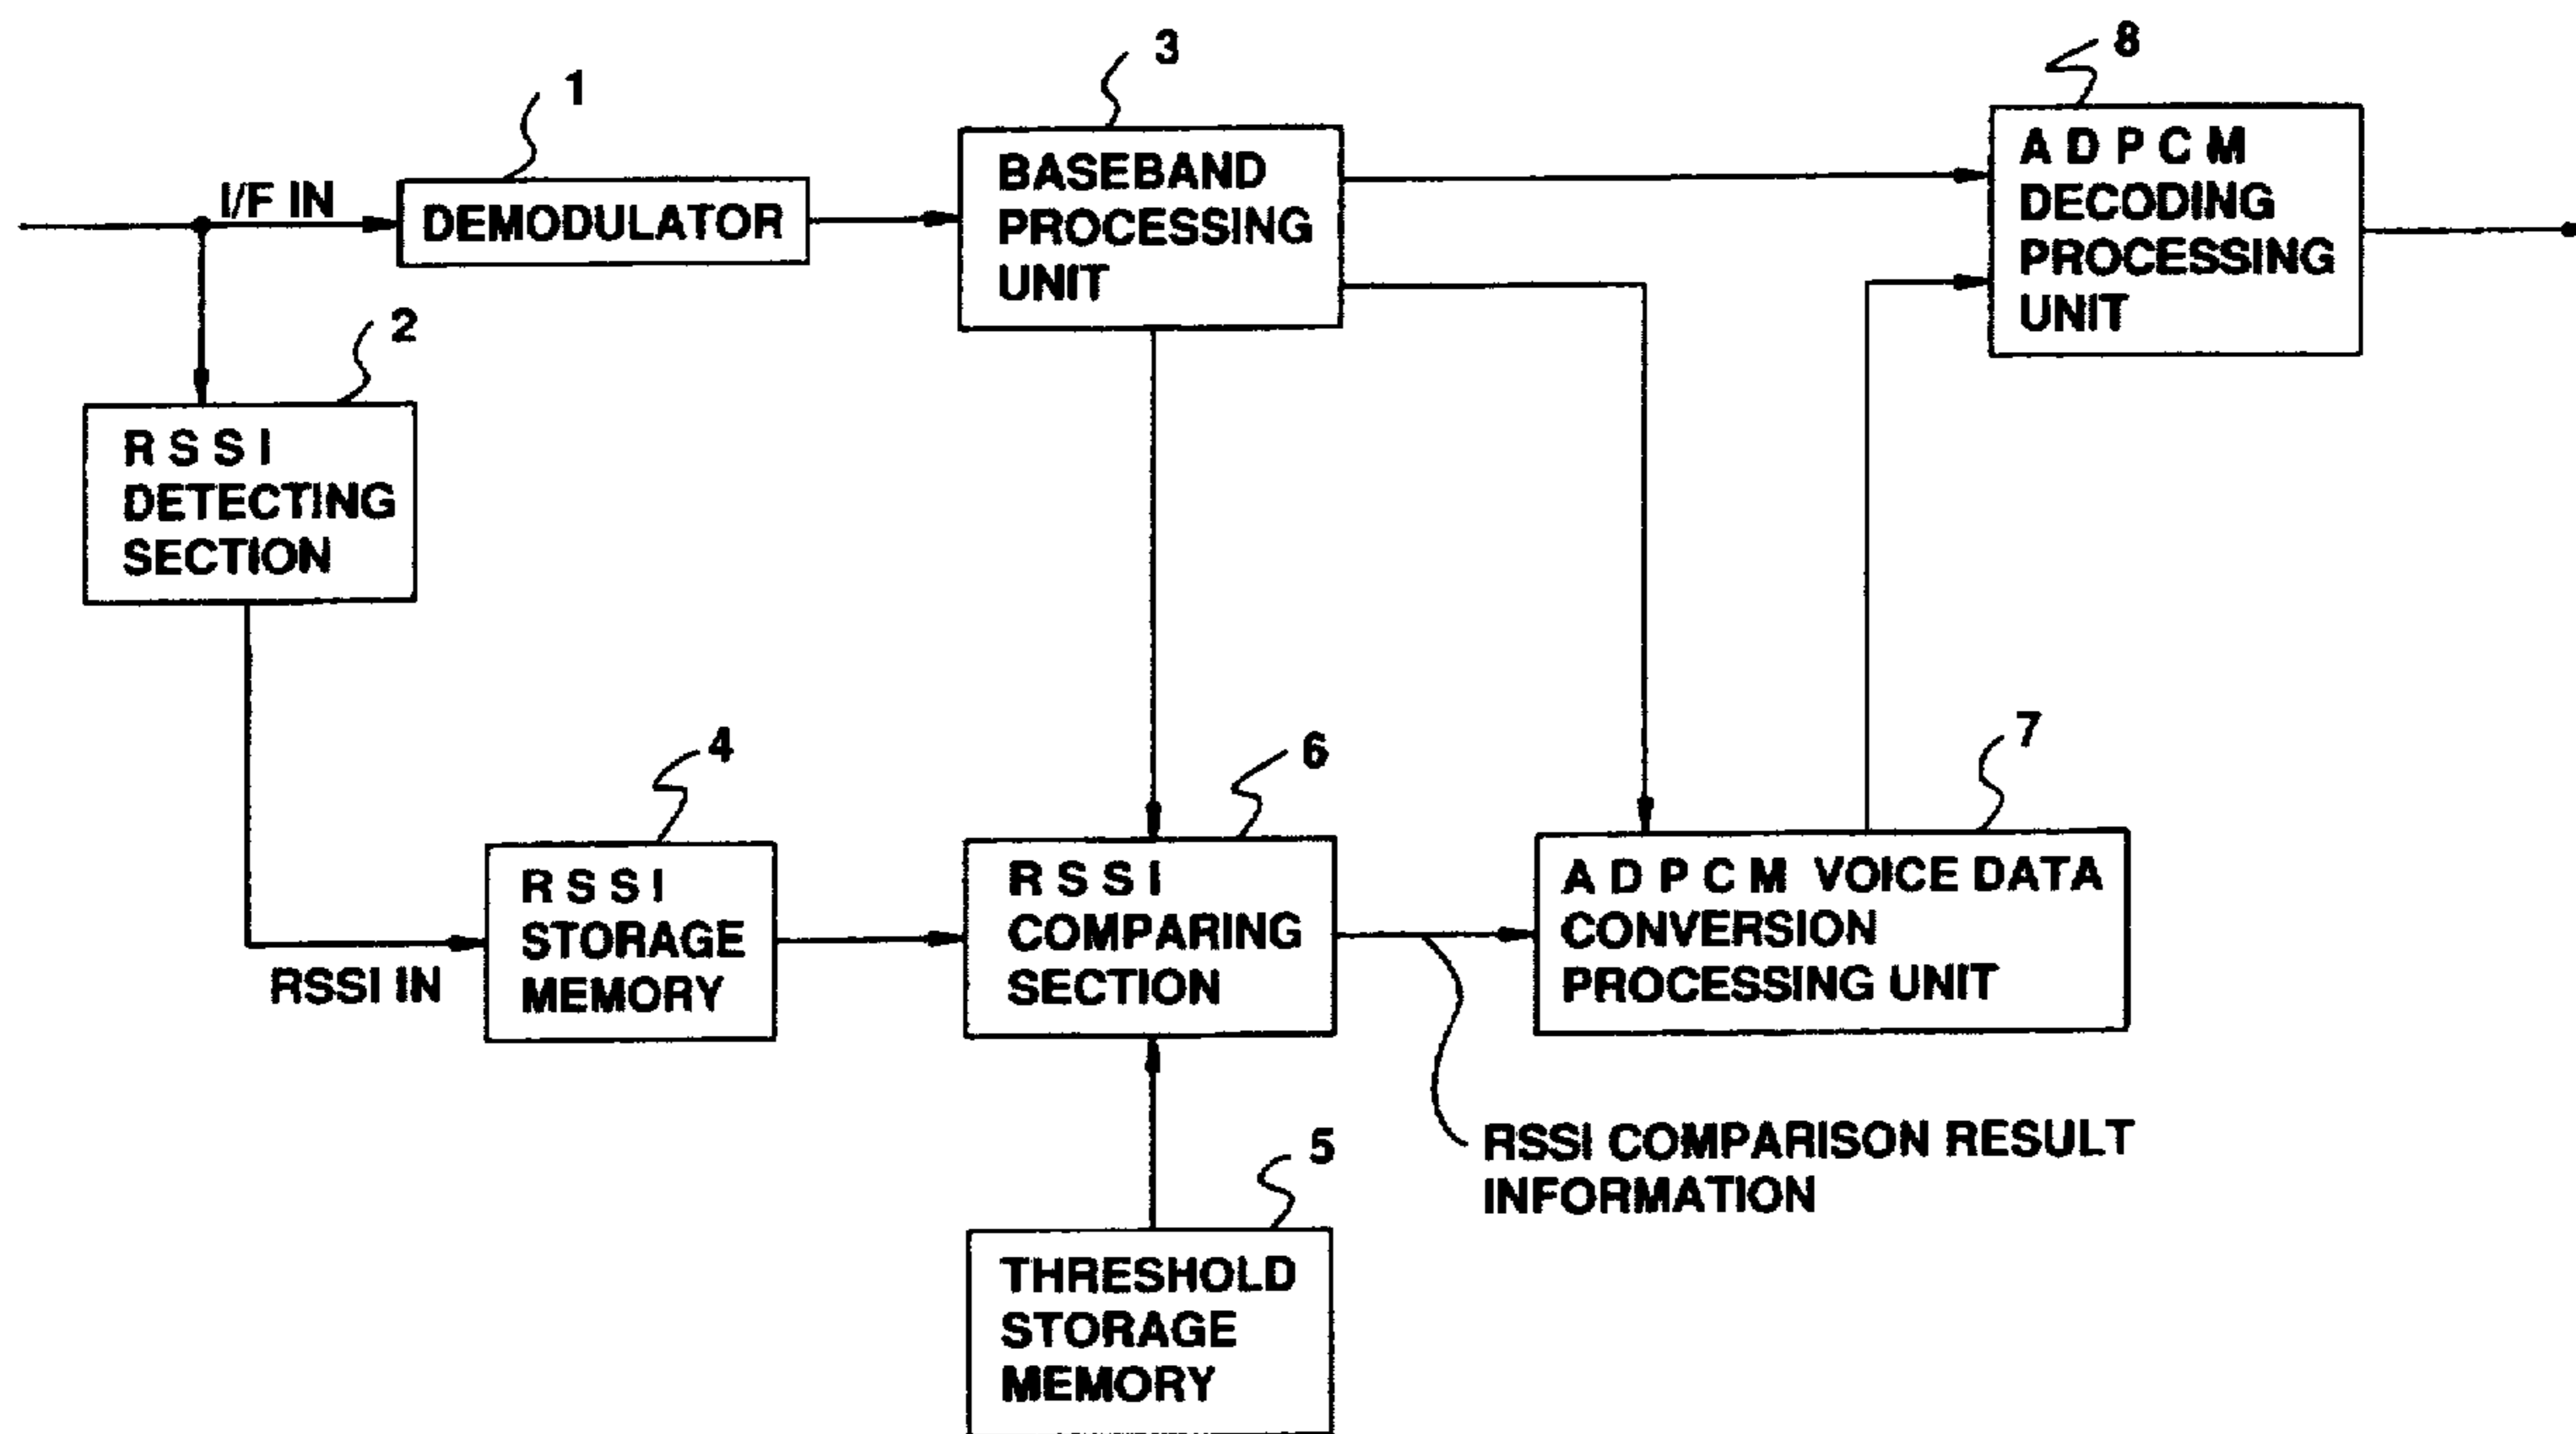 1
3
8
I/F IN
DEMODULATOR
BASEBAND
PROCESSING
UNIT
A D P C M
DECODING
PROCESSING
UNIT
2
R S S I
DETECTING
SECTION
4
6
7
RSSI IN
R S S I
STORAGE
MEMORY
R S S I
COMPARING
SECTION
A D P C M VOICE DATA
CONVERSION
PROCESSING UNIT
RSSI COMPARISON RESULT
INFORMATION
5
THRESHOLD
STORAGE
MEMORY